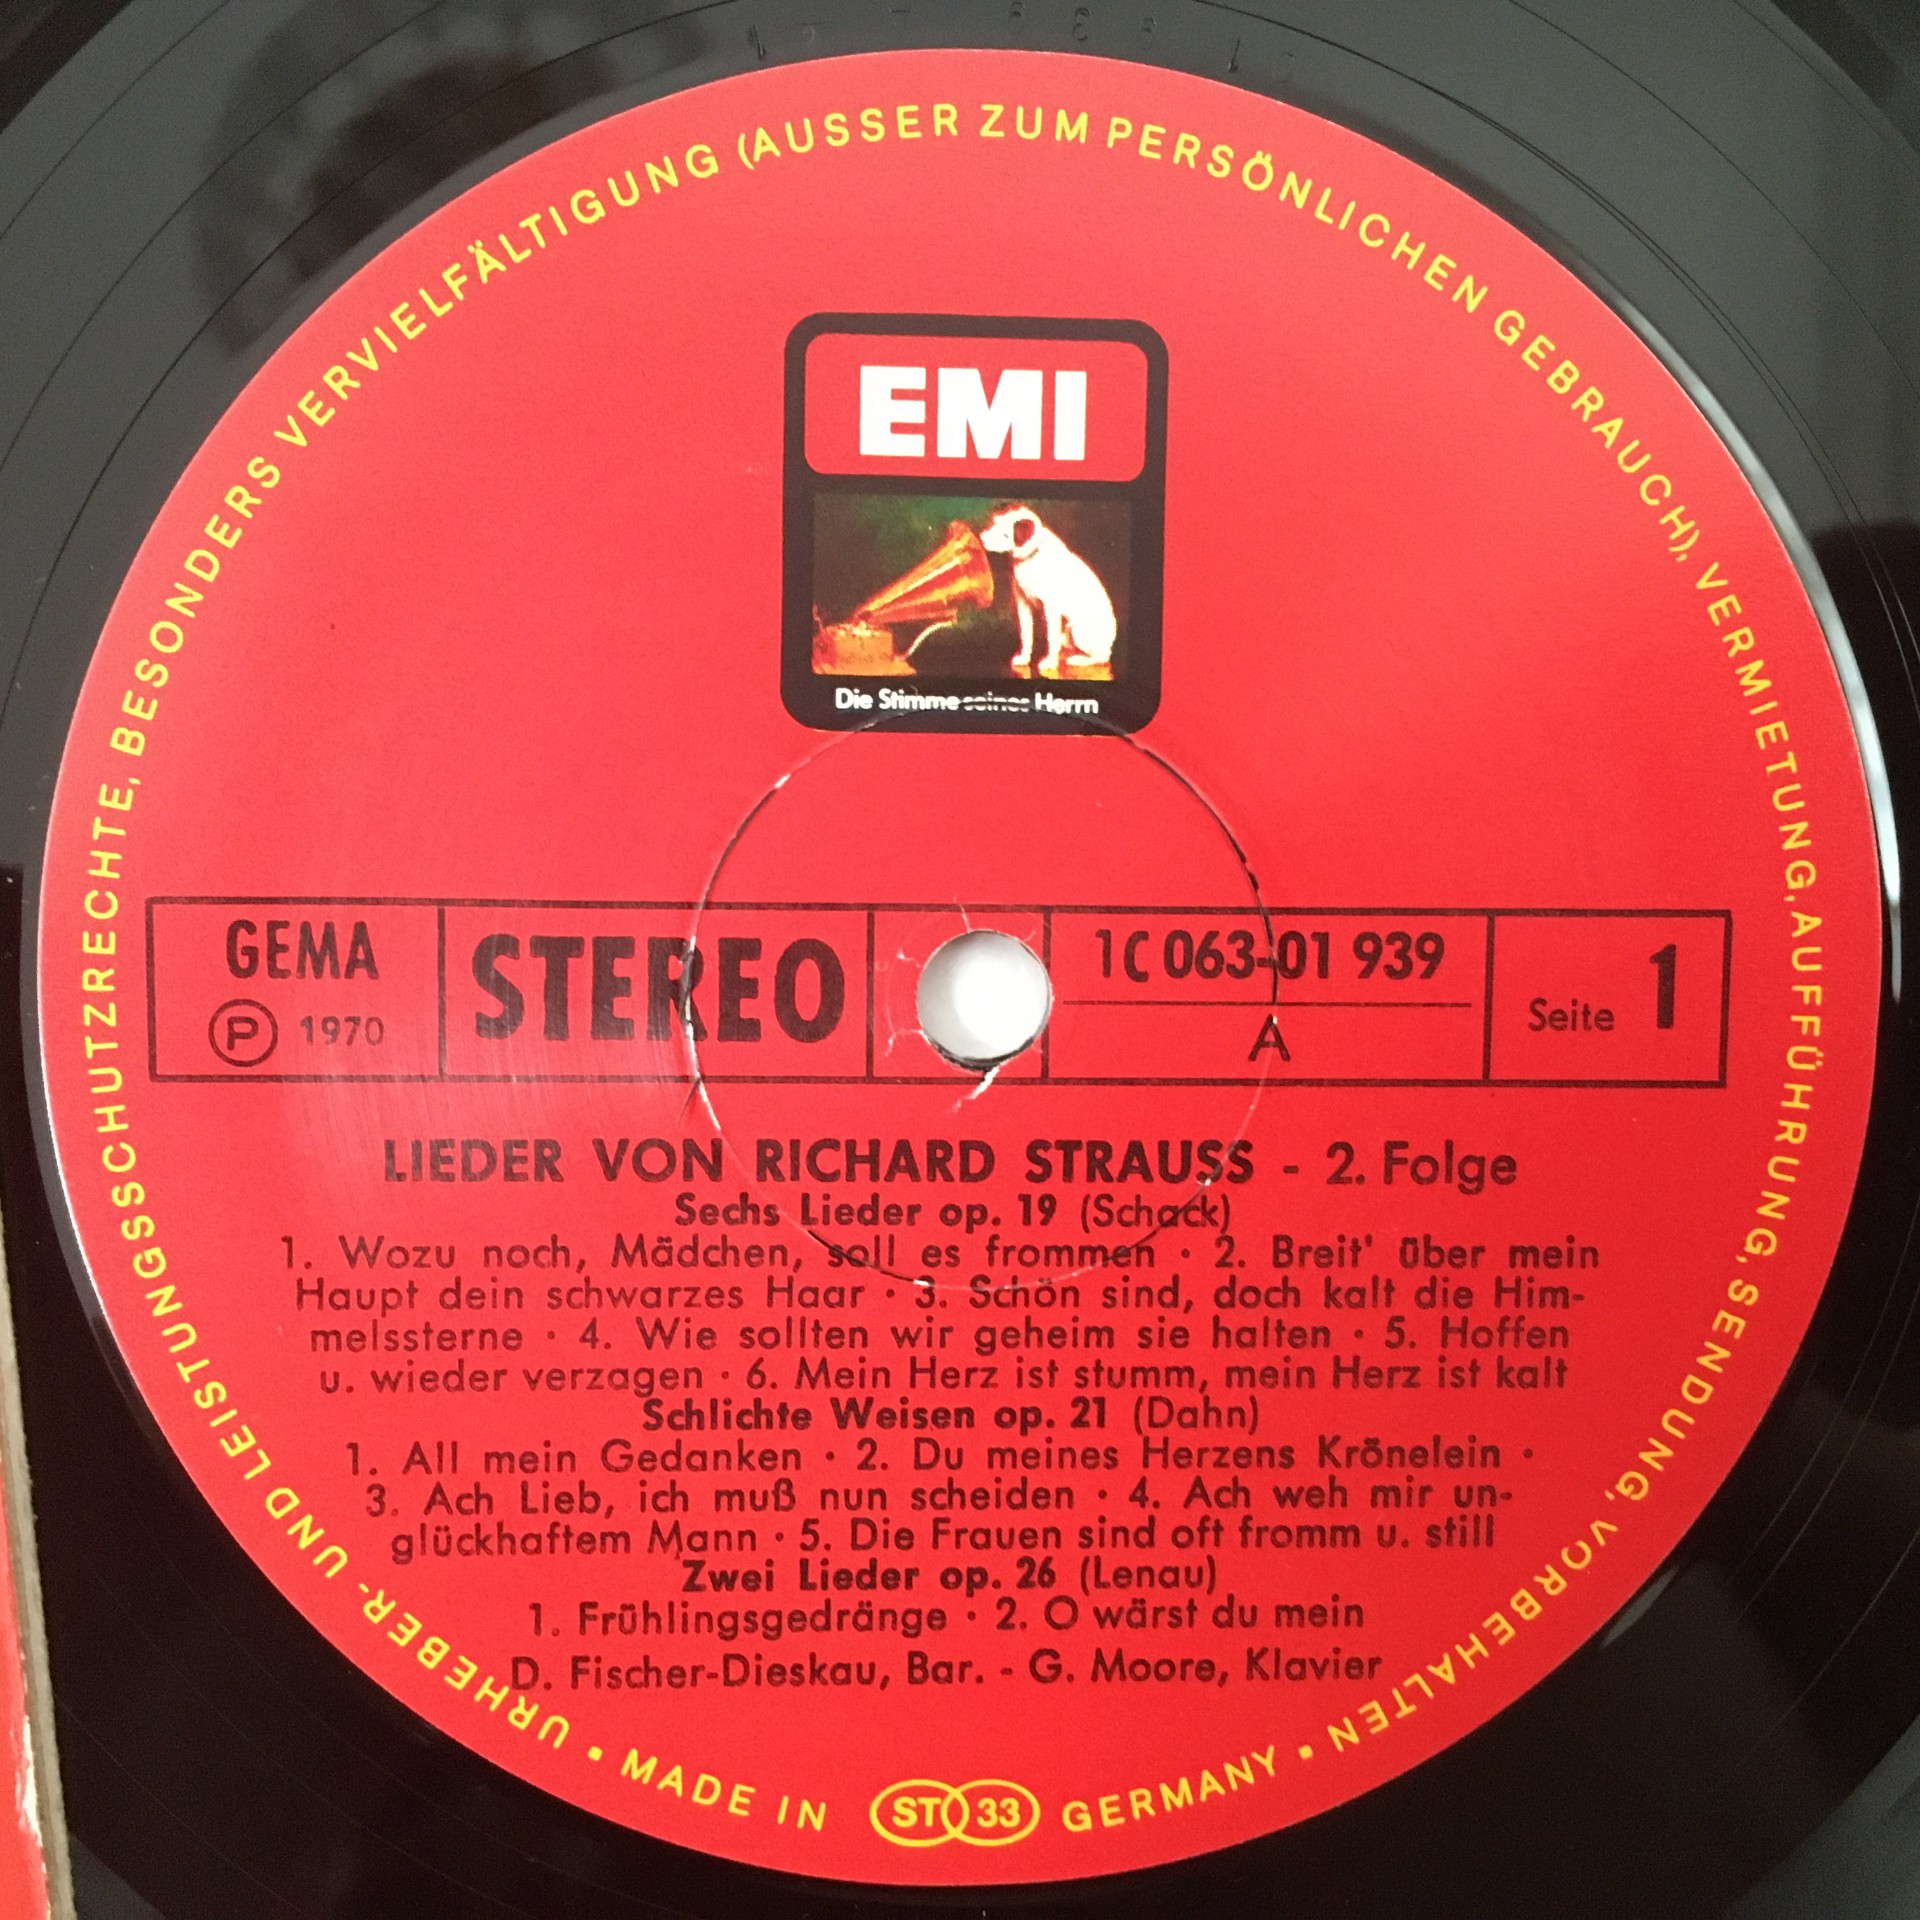 URHEBER- UND LEISTUNGSSCHUTZRECHTE, BESONDERS VERVIELFÄLTIGUNG (AUSSER ZUM PERSÖNLICHEN GEBRAUCH), VERMIETUNG, AUFFÜHRUNG, SENDUNG, VORBEHALTEN
EMI
Die Stimme seines Herrn
GEMA
Ⓟ 1970
STEREO
1C 063-01 939
A
Seite 1
LIEDER VON RICHARD STRAUSS - 2. Folge
Sechs Lieder op. 19 (Schack)
1. Wozu noch, Mädchen, soll es frommen · 2. Breit' über mein
Haupt dein schwarzes Haar · 3. Schön sind, doch kalt die Him-
melssterne · 4. Wie sollten wir geheim sie halten · 5. Hoffen
u. wieder verzagen · 6. Mein Herz ist stumm, mein Herz ist kalt
Schlichte Weisen op. 21 (Dahn)
1. All mein Gedanken · 2. Du meines Herzens Krönelein ·
3. Ach Lieb, ich muß nun scheiden · 4. Ach weh mir un-
glückhaftem Mann · 5. Die Frauen sind oft fromm u. still
Zwei Lieder op. 26 (Lenau)
1. Frühlingsgedränge · 2. O wärst du mein
D. Fischer-Dieskau, Bar. - G. Moore, Klavier
• MADE IN ST 33 GERMANY •